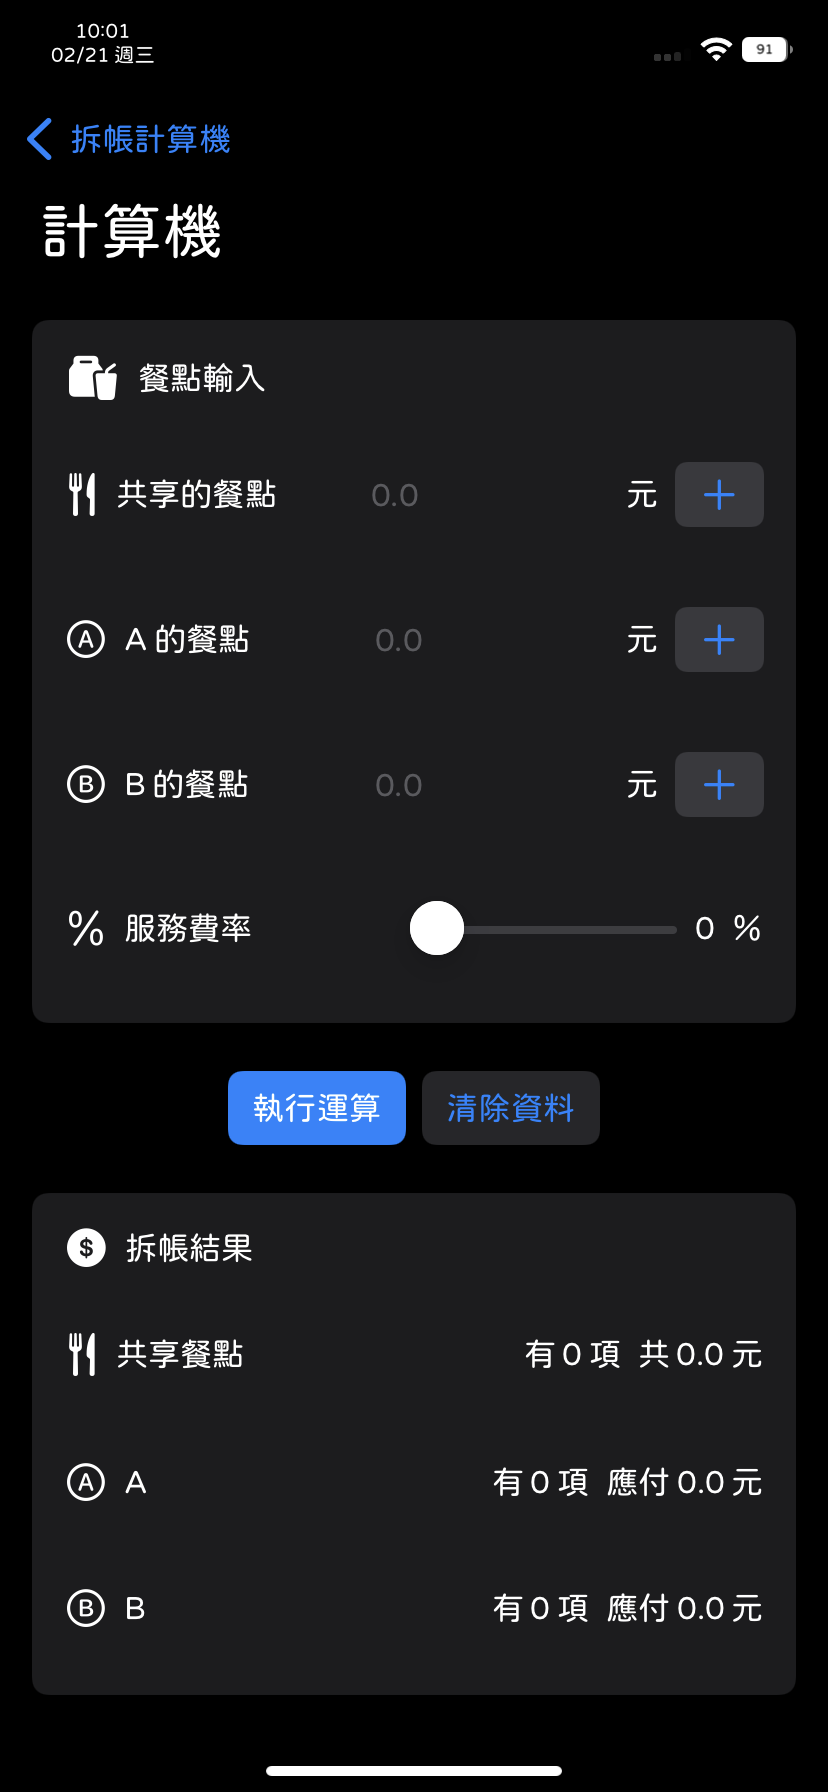 10:01
02/21 週三
91
拆帳計算機
計算機
餐點輸入
共享的餐點 0.0 元
A A 的餐點 0.0 元
B B 的餐點 0.0 元
% 服務費率 0 %
執行運算 清除資料
$ 拆帳結果
共享餐點 有 0 項 共 0.0 元
A A 有 0 項 應付 0.0 元
B B 有 0 項 應付 0.0 元